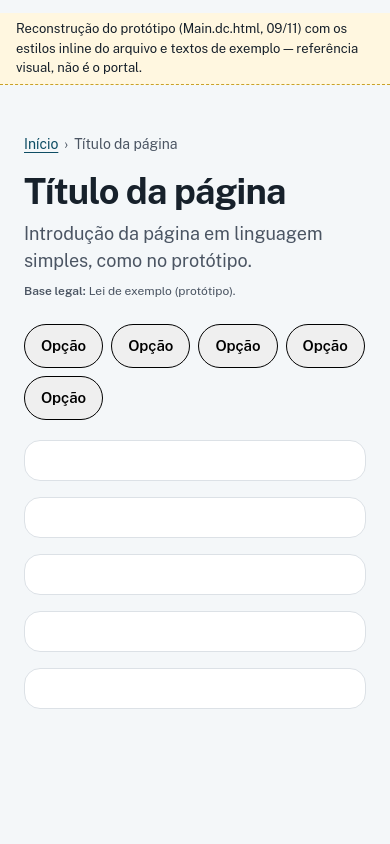 Reconstrução do protótipo (Main.dc.html, 09/11) com os
estilos inline do arquivo e textos de exemplo — referência
visual, não é o portal.
Início › Título da página
Título da página
Introdução da página em linguagem
simples, como no protótipo.
Base legal: Lei de exemplo (protótipo).
Opção Opção Opção Opção
Opção